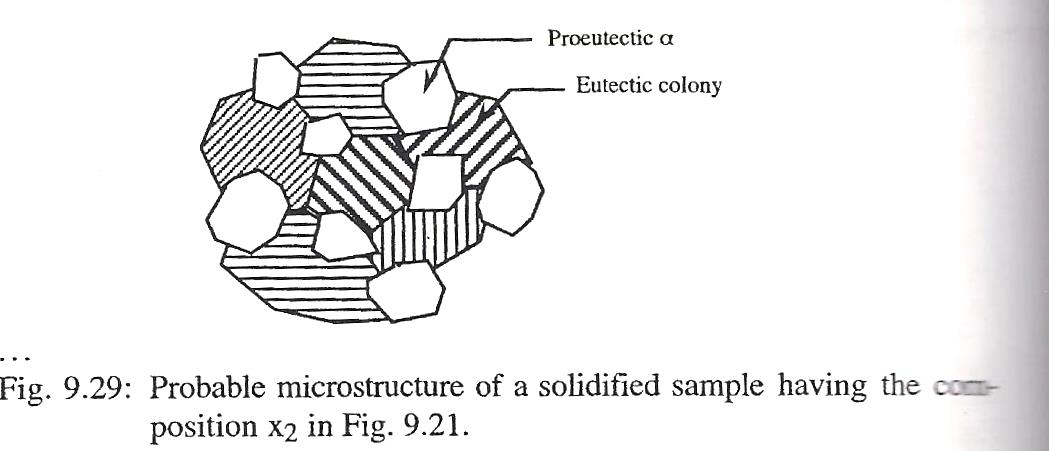 Proeutectic α
Eutectic colony
...
Fig. 9.29: Probable microstructure of a solidified sample having the com-
position x₂ in Fig. 9.21.